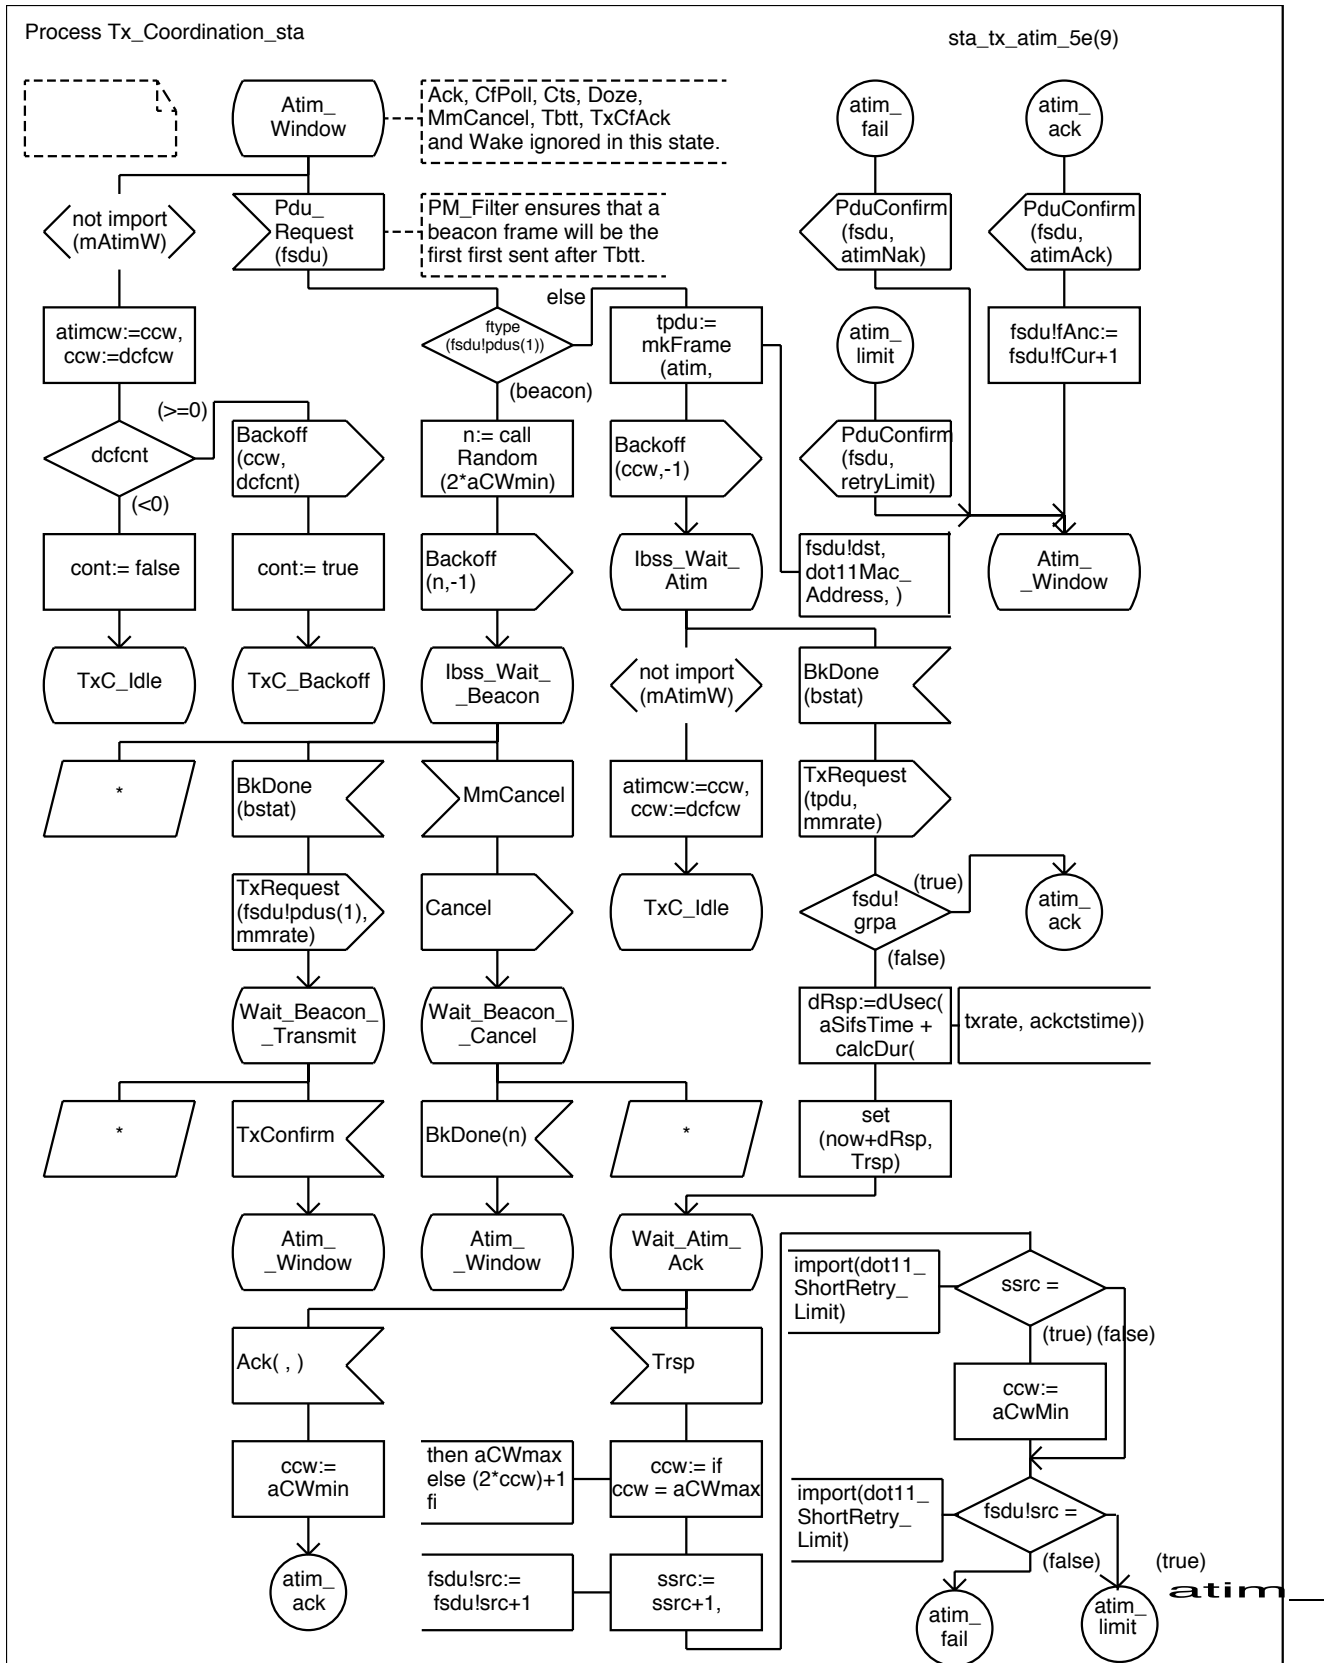 Process Tx_Coordination_sta
sta_tx_atim_5e(9)
Atim_
_Window
Ack, CfPoll, Cts, Doze,
MmCancel, Tbtt, TxCfAck
and Wake ignored in this state.
atim_
fail
atim_
ack
not import
(mAtimW)
Pdu_
Request
(fsdu)
PM_Filter ensures that a
beacon frame will be the
first first sent after Tbtt.
PduConfirm
(fsdu,
atimNak)
PduConfirm
(fsdu,
atimAck)
atimcw:=ccw,
ccw:=dcfcw
ftype
(fsdu!pdus(1))
else
(beacon)
tpdu:=
mkFrame
(atim,
atim_
limit
fsdu!fAnc:=
fsdu!fCur+1
dcfcnt
(>=0)
(<0)
Backoff
(ccw,
dcfcnt)
n:= call
Random
(2*aCWmin)
Backoff
(ccw,-1)
PduConfirm
(fsdu,
retryLimit)
cont:= false
cont:= true
Backoff
(n,-1)
Ibss_Wait_
_Atim
fsdu!dst,
dot11Mac_
Address, )
Atim_
_Window
TxC_Idle
TxC_Backoff
Ibss_Wait_
_Beacon
not import
(mAtimW)
BkDone
(bstat)
*
BkDone
(bstat)
MmCancel
atimcw:=ccw,
ccw:=dcfcw
TxRequest
(tpdu,
mmrate)
TxRequest
(fsdu!pdus(1),
mmrate)
Cancel
TxC_Idle
fsdu!
grpa
(true)
(false)
atim_
ack
Wait_Beacon_
_Transmit
Wait_Beacon_
_Cancel
dRsp:=dUsec(
aSifsTime +
calcDur(
txrate, ackctstime))
*
TxConfirm
BkDone(n)
*
set
(now+dRsp,
Trsp)
Atim_
_Window
Atim_
_Window
Wait_Atim_
_Ack
import(dot11_
ShortRetry_
Limit)
ssrc =
(true)
(false)
Ack( , )
Trsp
ccw:=
aCwMin
ccw:=
aCWmin
then aCWmax
else (2*ccw)+1
fi
ccw:= if
ccw = aCWmax
import(dot11_
ShortRetry_
Limit)
fsdu!src =
(false)
(true)
atim_
ack
fsdu!src:=
fsdu!src+1
ssrc:=
ssrc+1,
atim_
fail
atim_
limit
atim_